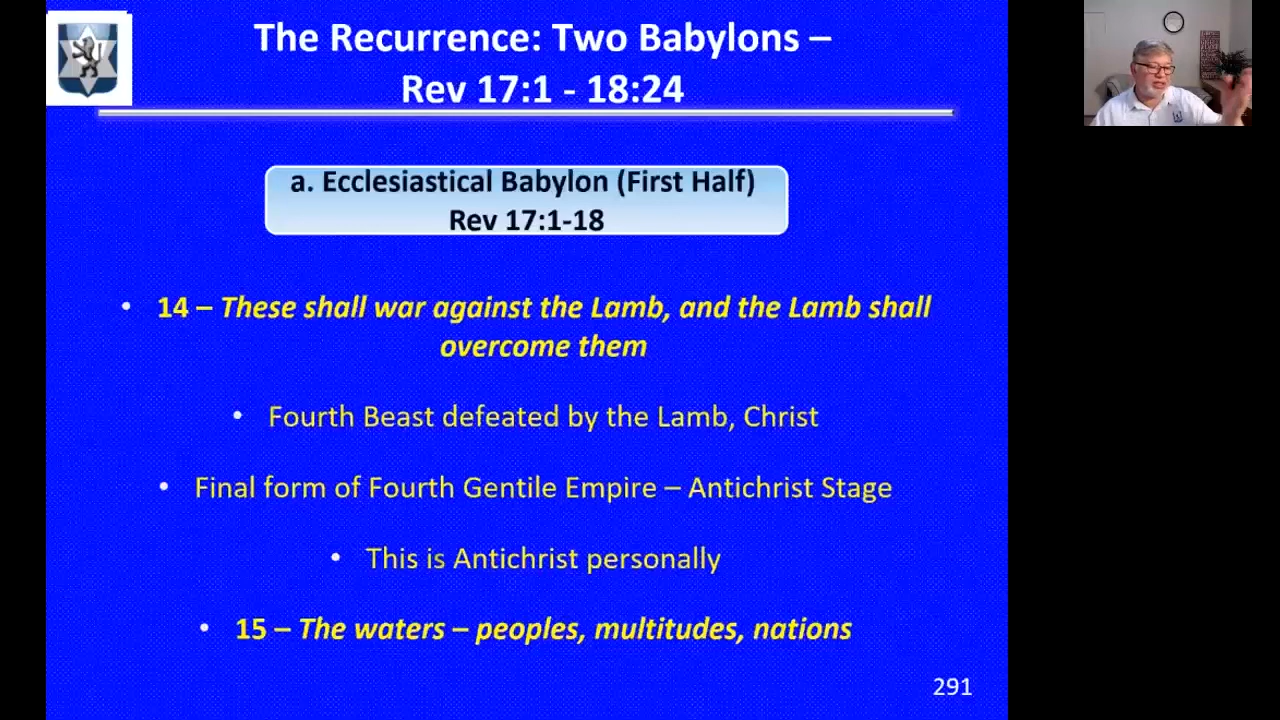 The Recurrence: Two Babylons –
Rev 17:1 - 18:24
a. Ecclesiastical Babylon (First Half)
Rev 17:1-18
• 14 – These shall war against the Lamb, and the Lamb shall
overcome them
• Fourth Beast defeated by the Lamb, Christ
• Final form of Fourth Gentile Empire – Antichrist Stage
• This is Antichrist personally
• 15 – The waters – peoples, multitudes, nations
291